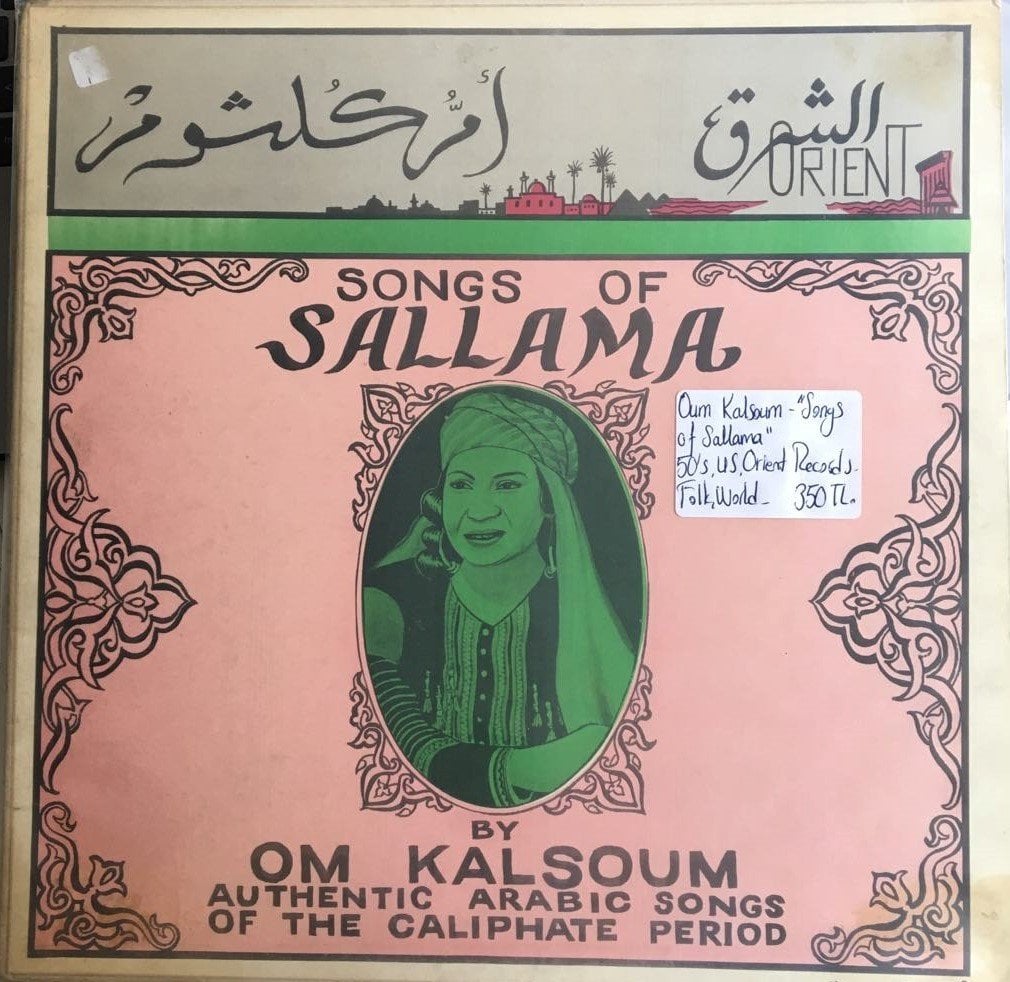 أم كلثوم
الشرق
ORIENT
SONGS OF
SALLAMA
Oum Kalsoum - "Songs
of Sallama"
50's, US, Orient Records -
Folk, World - 350 TL.
BY
OM KALSOUM
AUTHENTIC ARABIC SONGS
OF THE CALIPHATE PERIOD